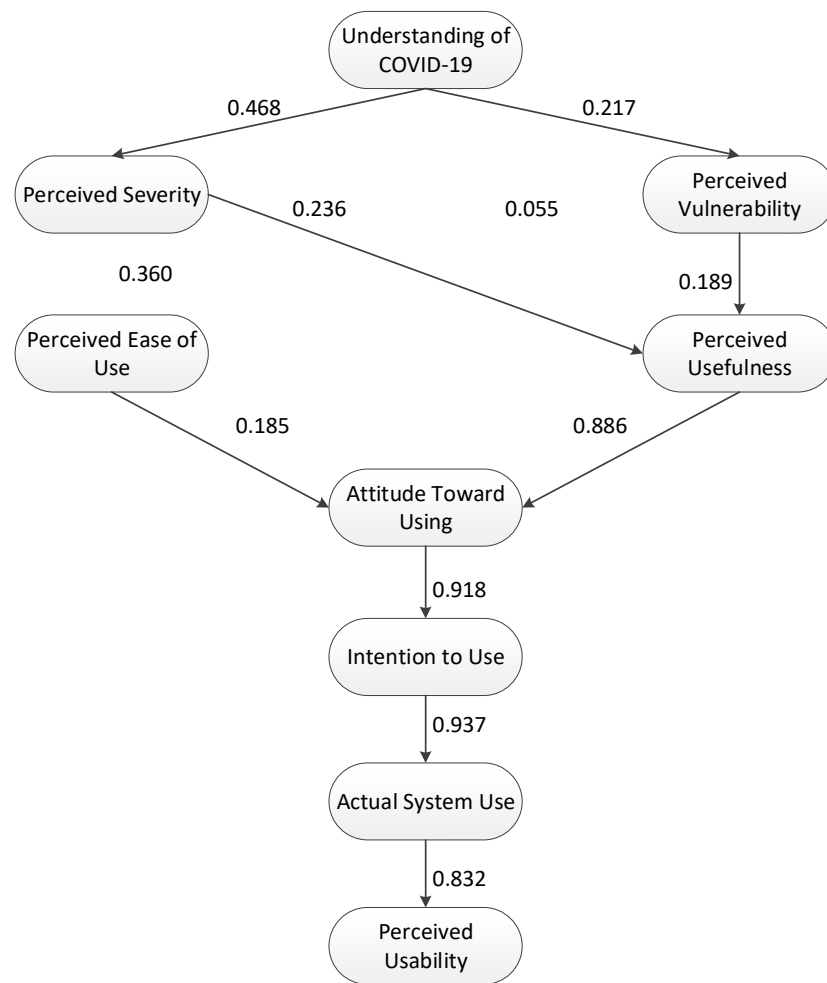 Understanding of
COVID-19
0.468
0.217
Perceived Severity
Perceived
Vulnerability
0.236
0.055
0.360
0.189
Perceived Ease of
Use
Perceived
Usefulness
0.185
0.886
Attitude Toward
Using
0.918
Intention to Use
0.937
Actual System Use
0.832
Perceived
Usability